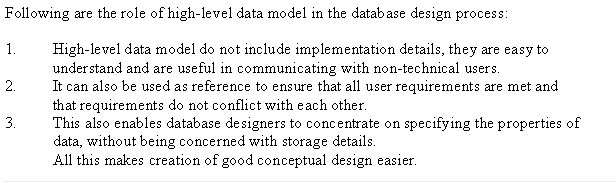 Following are the role of high-level data model in the database design process:
1. High-level data model do not include implementation details, they are easy to
understand and are useful in communicating with non-technical users.
2. It can also be used as reference to ensure that all user requirements are met and
that requirements do not conflict with each other.
3. This also enables database designers to concentrate on specifying the properties of
data, without being concerned with storage details.
All this makes creation of good conceptual design easier.